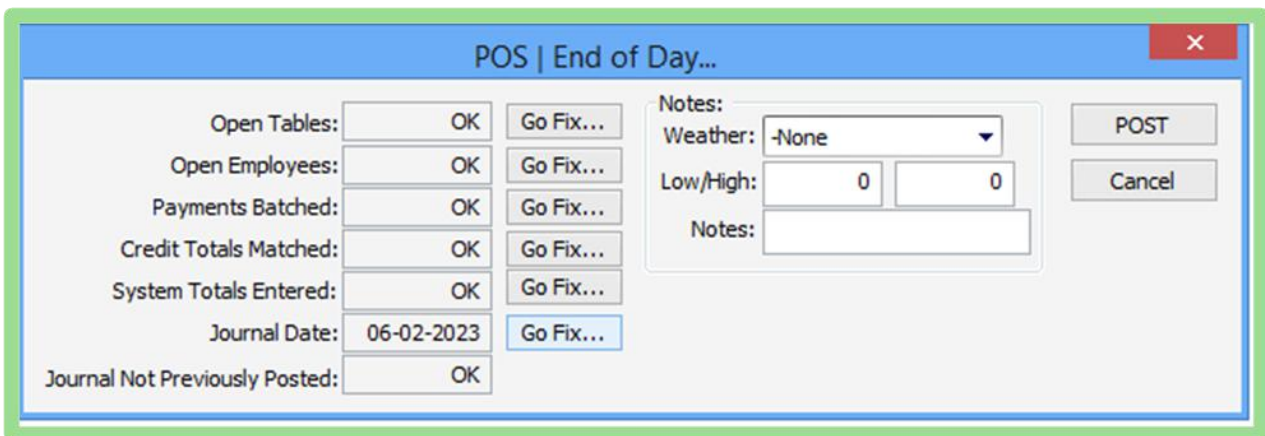 POS | End of Day...
Open Tables: OK Go Fix...
Open Employees: OK Go Fix...
Payments Batched: OK Go Fix...
Credit Totals Matched: OK Go Fix...
System Totals Entered: OK Go Fix...
Journal Date: 06-02-2023 Go Fix...
Journal Not Previously Posted: OK
Notes:
Weather: -None
Low/High: 0 0
Notes:
POST
Cancel